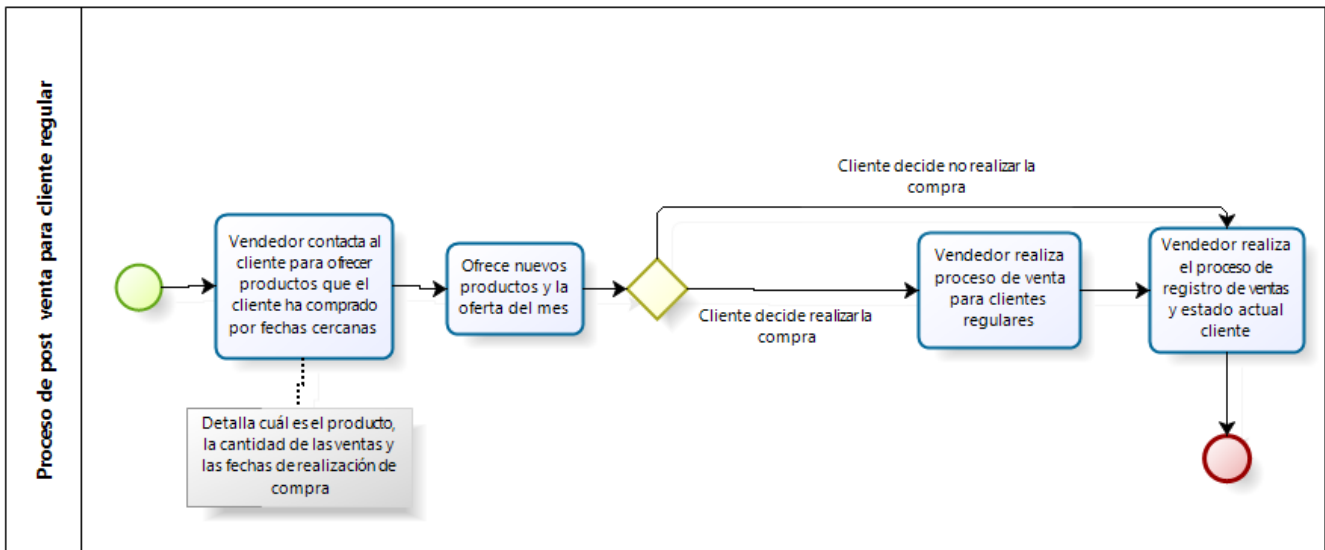 Proceso de post venta para cliente regular
Vendedor contacta al
cliente para ofrecer
productos que el
cliente ha comprado
por fechas cercanas
Detalla cuál es el producto,
la cantidad de las ventas y
las fechas de realización de
compra
Ofrece nuevos
productos y la
oferta del mes
Cliente decide no realizar la
compra
Cliente decide realizar la
compra
Vendedor realiza
proceso de venta
para clientes
regulares
Vendedor realiza
el proceso de
registro de ventas
y estado actual
cliente